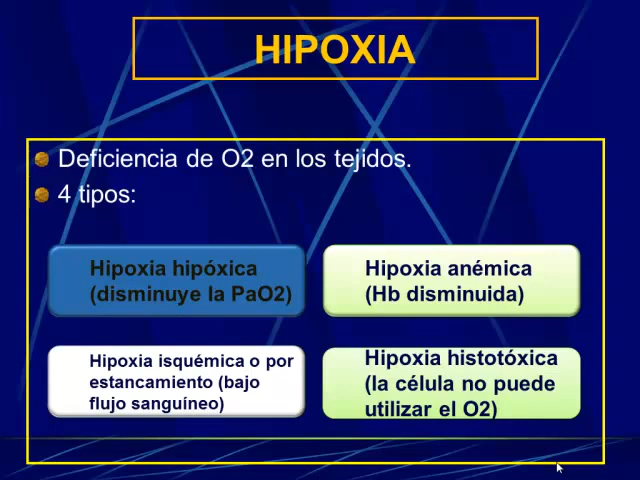 HIPOXIA
Deficiencia de O2 en los tejidos.
4 tipos:
Hipoxia hipóxica
(disminuye la PaO2)
Hipoxia anémica
(Hb disminuida)
Hipoxia isquémica o por
estancamiento (bajo
flujo sanguíneo)
Hipoxia histotóxica
(la célula no puede
utilizar el O2)